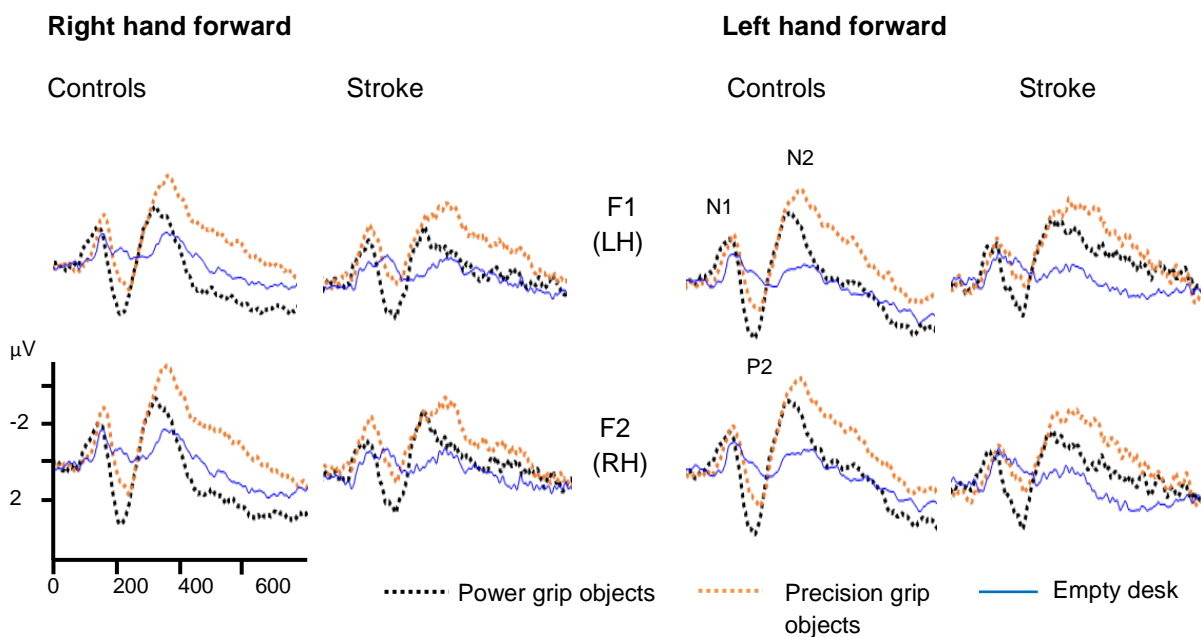 Right hand forward
Left hand forward
Controls
Stroke
Controls
Stroke
N2
N1
F1
(LH)
µV
P2
-2
F2
(RH)
2
0 200 400 600
Power grip objects
Precision grip
objects
Empty desk